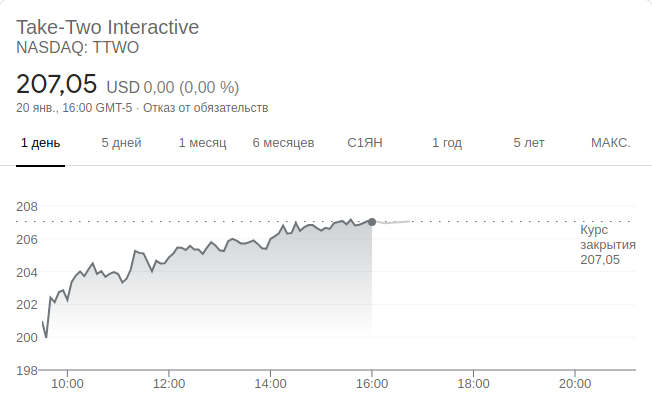 Take-Two Interactive
NASDAQ: TTWO
207,05 USD 0,00 (0,00 %)
20 янв., 16:00 GMT-5 · Отказ от обязательств
1 день 5 дней 1 месяц 6 месяцев С1ЯН 1 год 5 лет МАКС.
208
206
204
202
200
198
Курс
закрытия
207,05
10:00 12:00 14:00 16:00 18:00 20:00